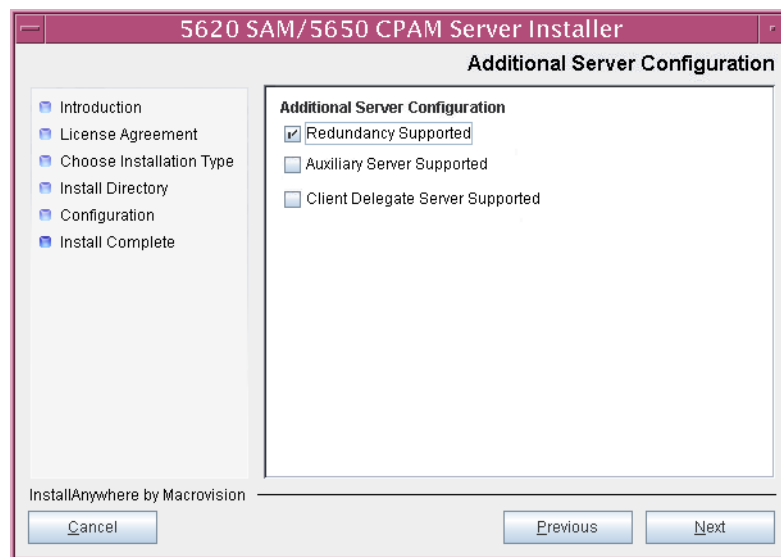 5620 SAM/5650 CPAM Server Installer
Additional Server Configuration
Introduction
License Agreement
Choose Installation Type
Install Directory
Configuration
Install Complete
Additional Server Configuration
Redundancy Supported
Auxiliary Server Supported
Client Delegate Server Supported
InstallAnywhere by Macrovision
Cancel
Previous
Next